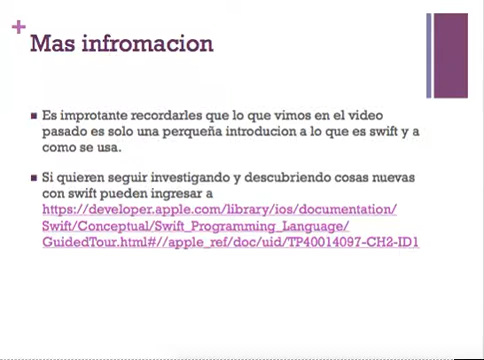 Mas infromacion
Es improtante recordarles que lo que vimos en el video
pasado es solo una perqueña introducion a lo que es swift y a
como se usa.
Si quieren seguir investigando y descubriendo cosas nuevas
con swift pueden ingresar a
https://developer.apple.com/library/ios/documentation/
Swift/Conceptual/Swift_Programming_Language/
GuidedTour.html#//apple_ref/doc/uid/TP40014097-CH2-ID1